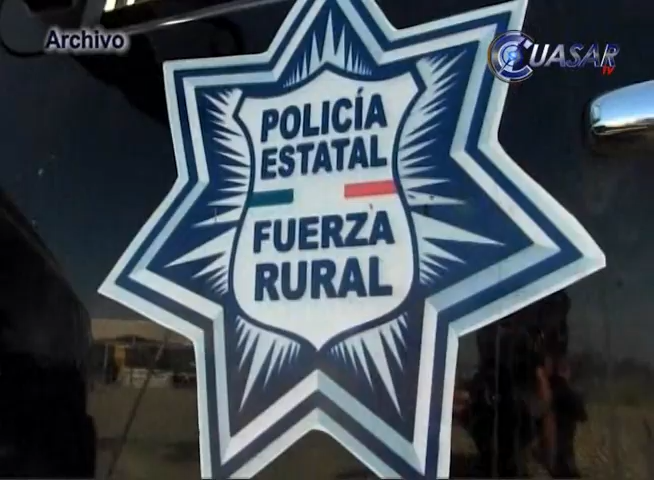 Archivo
CUASAR TV
POLICÍA
ESTATAL
FUERZA
RURAL